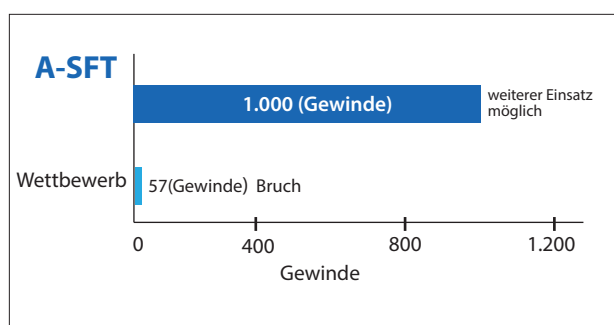 A-SFT
1.000 (Gewinde)
weiterer Einsatz
möglich
Wettbewerb
57(Gewinde) Bruch
0
400
800
1.200
Gewinde